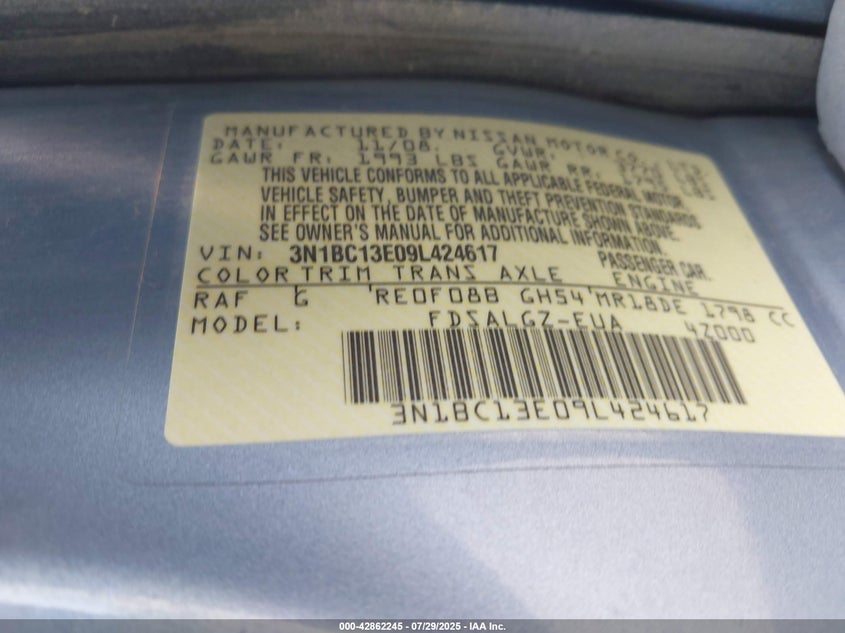 MANUFACTURED BY NISSAN MOTOR CO.
DATE: 11/08. GVWR:
GAWR FR: 1993 LBS GAWR RR:
THIS VEHICLE CONFORMS TO ALL APPLICABLE FEDERAL MOTOR
VEHICLE SAFETY, BUMPER AND THEFT PREVENTION STANDARDS
IN EFFECT ON THE DATE OF MANUFACTURE SHOWN ABOVE.
SEE OWNER'S MANUAL FOR ADDITIONAL INFORMATION.
VIN: 3N1BC13E09L424617 PASSENGER CAR.
COLOR TRIM TRANS AXLE ENGINE
RAF G RE0F08B GH54 MR18DE 1798 CC
MODEL: FDSALGZ-EUA 4Z000
3N1BC13E09L424617
000-42862245 | 07/29/2025 - IAA Inc.